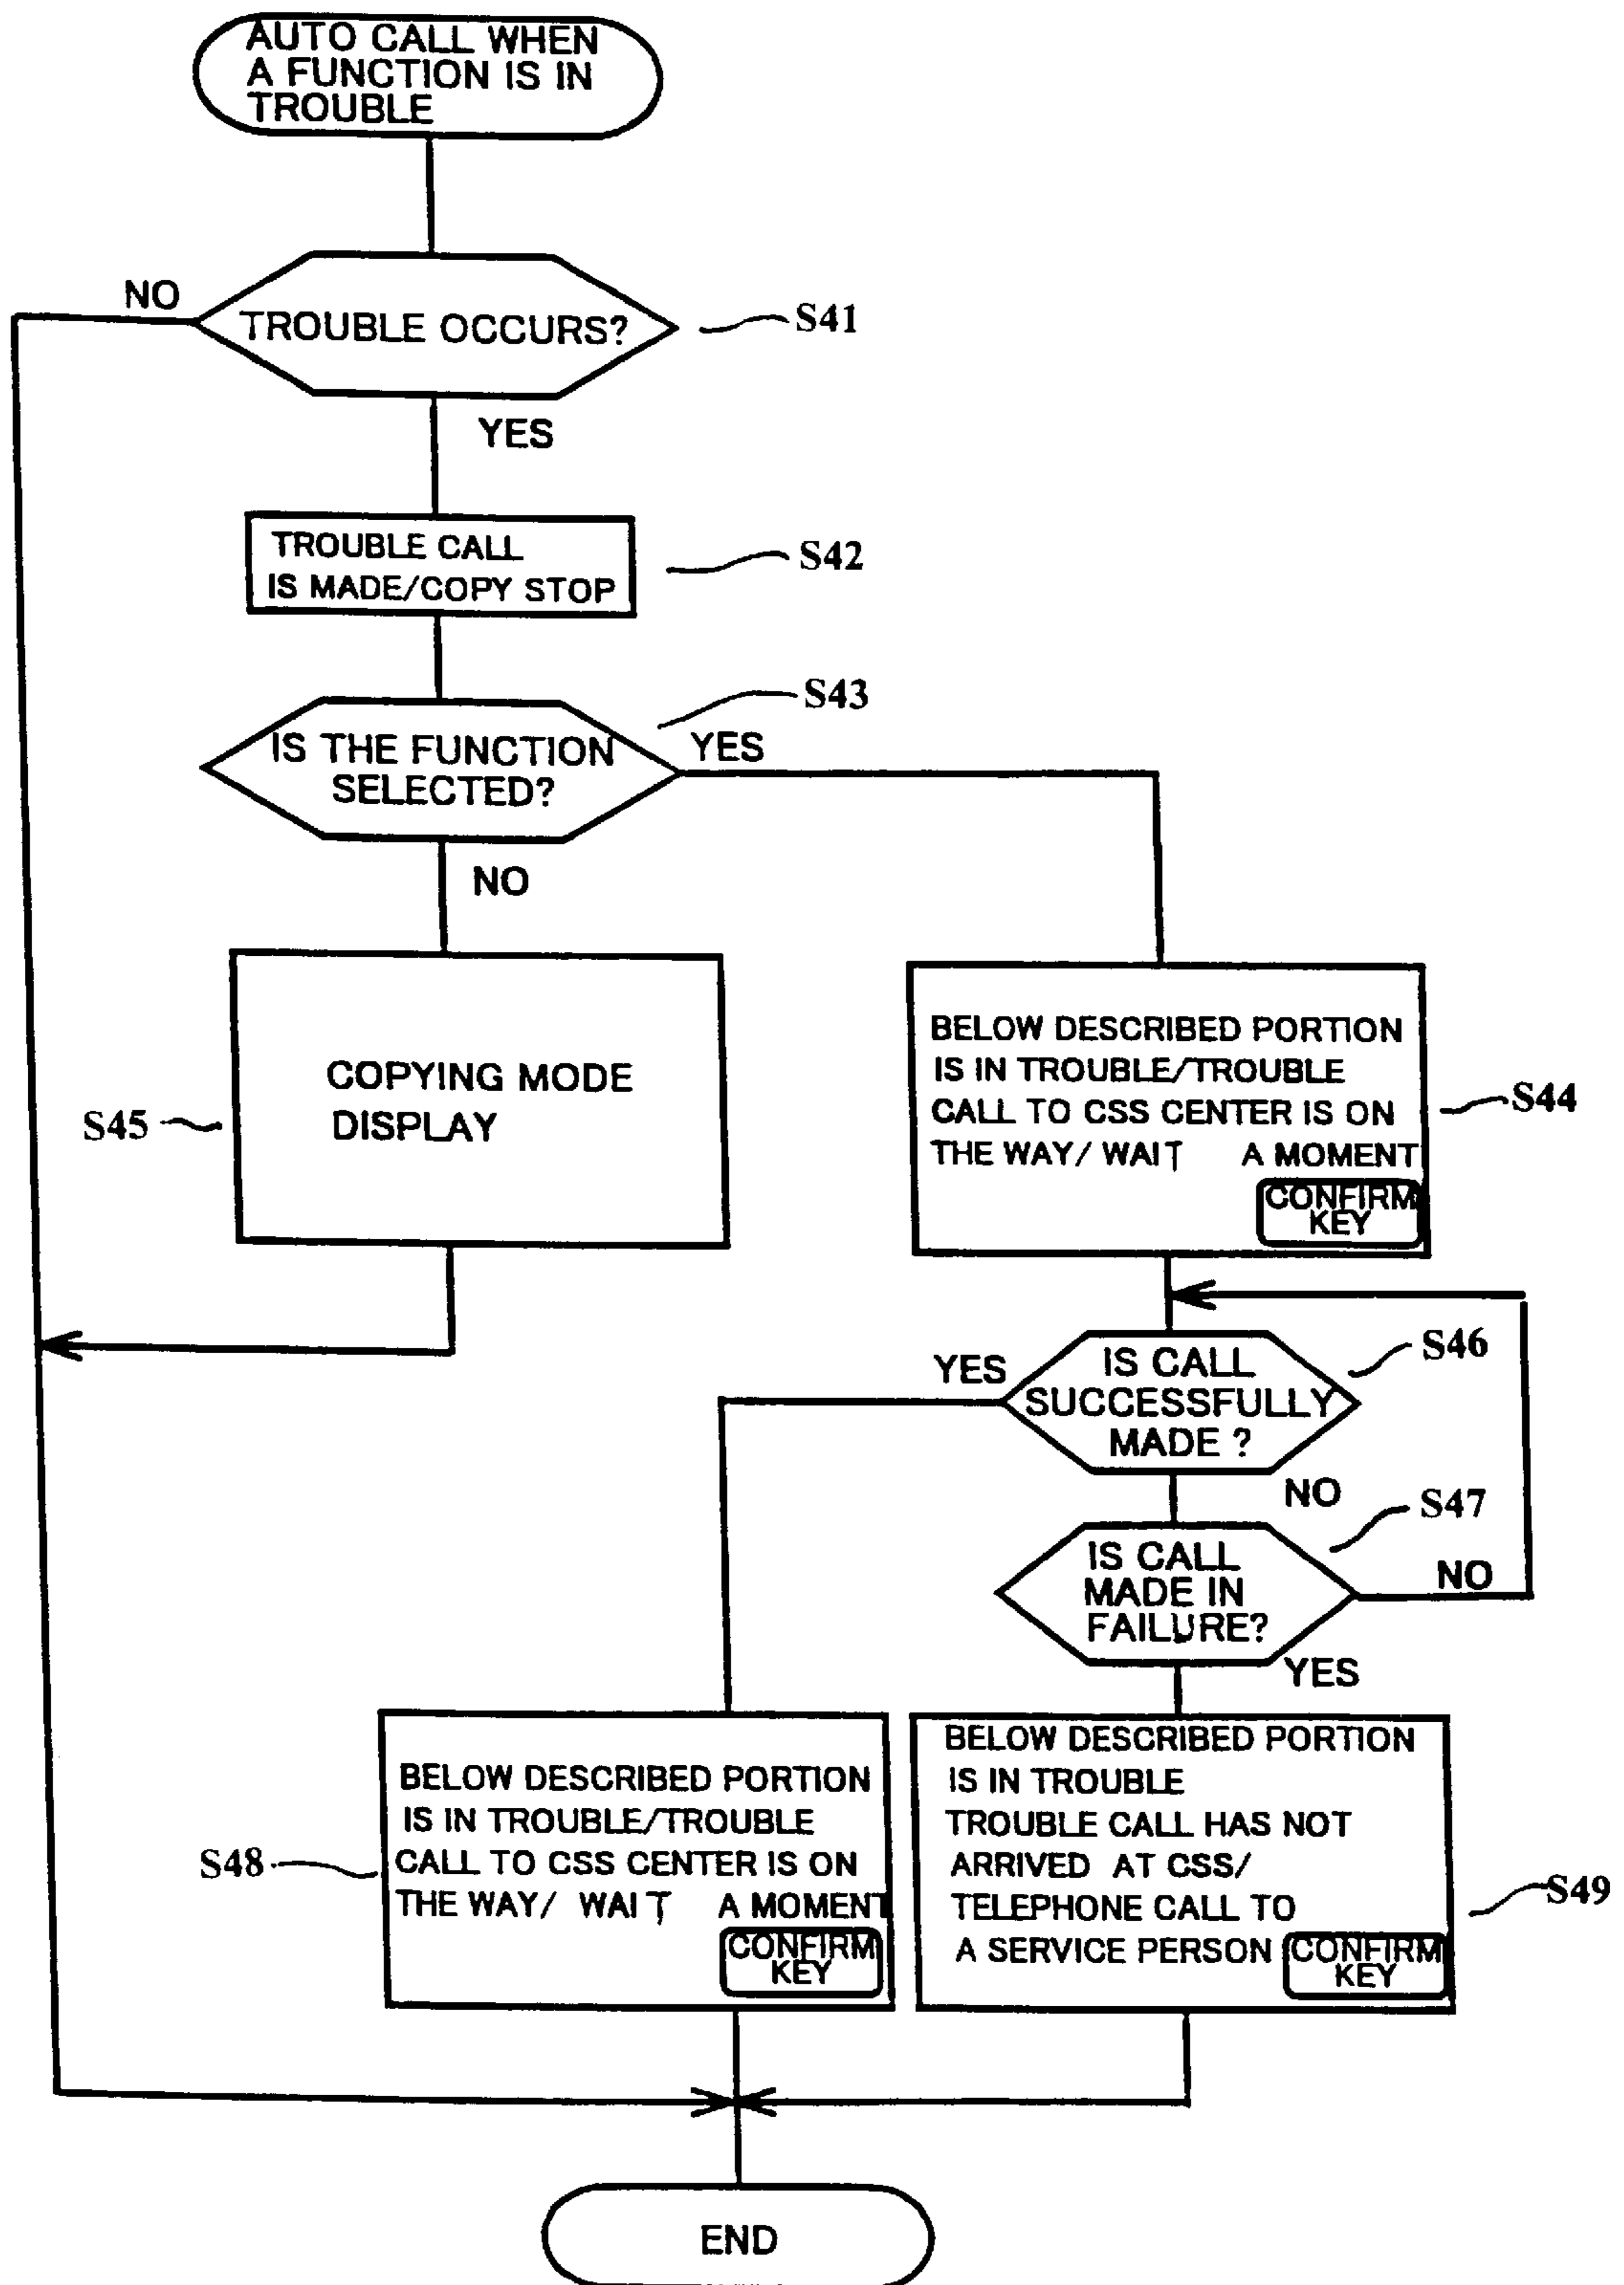 AUTO CALL WHEN
A FUNCTION IS IN
TROUBLE
NO
TROUBLE OCCURS?
S41
YES
TROUBLE CALL
IS MADE/COPY STOP
S42
S43
IS THE FUNCTION
SELECTED?
YES
NO
COPYING MODE
DISPLAY
S45
BELOW DESCRIBED PORTION
IS IN TROUBLE/TROUBLE
CALL TO CSS CENTER IS ON
THE WAY/ WAIT A MOMENT
CONFIRM
KEY
S44
YES
IS CALL
SUCCESSFULLY
MADE ?
S46
NO
S47
IS CALL
MADE IN
FAILURE?
NO
YES
BELOW DESCRIBED PORTION
IS IN TROUBLE/TROUBLE
CALL TO CSS CENTER IS ON
THE WAY/ WAIT A MOMENT
CONFIRM
KEY
S48
BELOW DESCRIBED PORTION
IS IN TROUBLE
TROUBLE CALL HAS NOT
ARRIVED AT CSS/
TELEPHONE CALL TO
A SERVICE PERSON
CONFIRM
KEY
S49
END